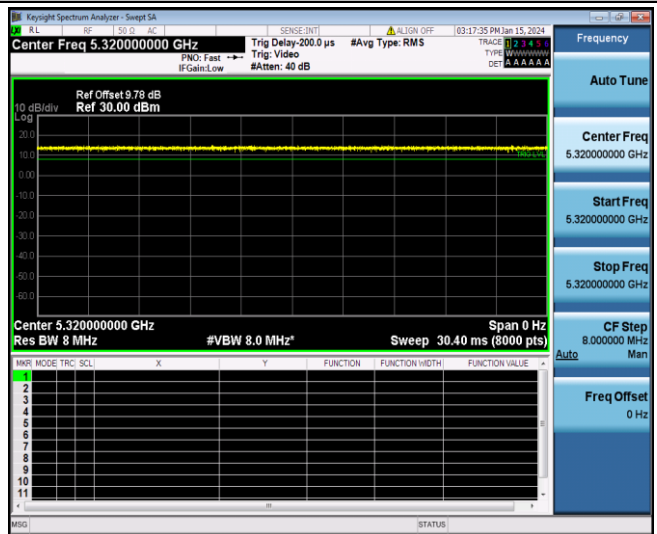 Keysight Spectrum Analyzer - Swept SA
RL RF 50 Ω AC SENSE:INT ALIGN OFF 03:17:35 PM Jan 15, 2024
Center Freq 5.320000000 GHz
PNO: Fast
IFGain:Low
Trig Delay-200.0 µs
Trig: Video
#Atten: 40 dB
#Avg Type: RMS
TRACE 1 2 3 4 5 6
TYPE WWWWWW
DET A A A A A A
Ref Offset 9.78 dB
10 dB/div Ref 30.00 dBm
Log
20.0
10.0
TRIG LVL
0.00
-10.0
-20.0
-30.0
-40.0
-50.0
-60.0
Center 5.320000000 GHz Span 0 Hz
Res BW 8 MHz #VBW 8.0 MHz* Sweep 30.40 ms (8000 pts)
MKR MODE TRC SCL X Y FUNCTION FUNCTION WIDTH FUNCTION VALUE
1
2
3
4
5
6
7
8
9
10
11
MSG STATUS
Frequency
Auto Tune
Center Freq
5.320000000 GHz
Start Freq
5.320000000 GHz
Stop Freq
5.320000000 GHz
CF Step
8.000000 MHz
Auto Man
Freq Offset
0 Hz